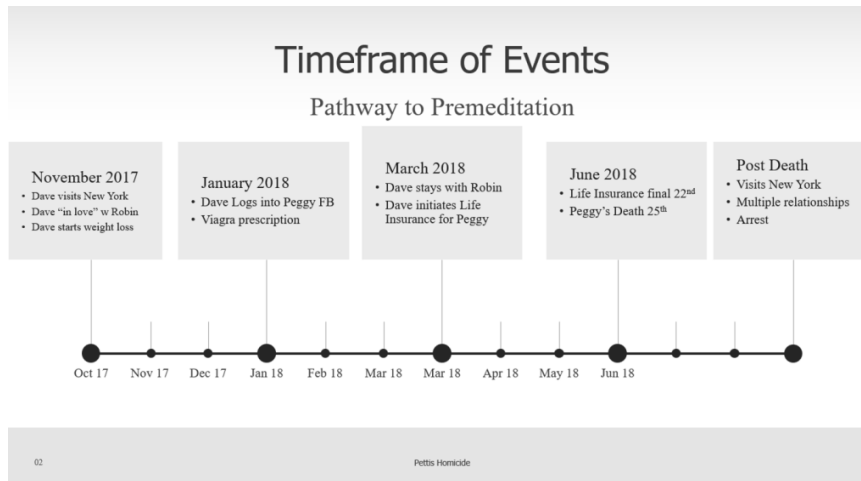 Timeframe of Events
Pathway to Premeditation
November 2017
• Dave visits New York
• Dave “in love” w Robin
• Dave starts weight loss
January 2018
• Dave Logs into Peggy FB
• Viagra prescription
March 2018
• Dave stays with Robin
• Dave initiates Life
Insurance for Peggy
June 2018
• Life Insurance final 22nd
• Peggy’s Death 25th
Post Death
• Visits New York
• Multiple relationships
• Arrest
Oct 17 Nov 17 Dec 17 Jan 18 Feb 18 Mar 18 Mar 18 Apr 18 May 18 Jun 18
02 Pettis Homicide